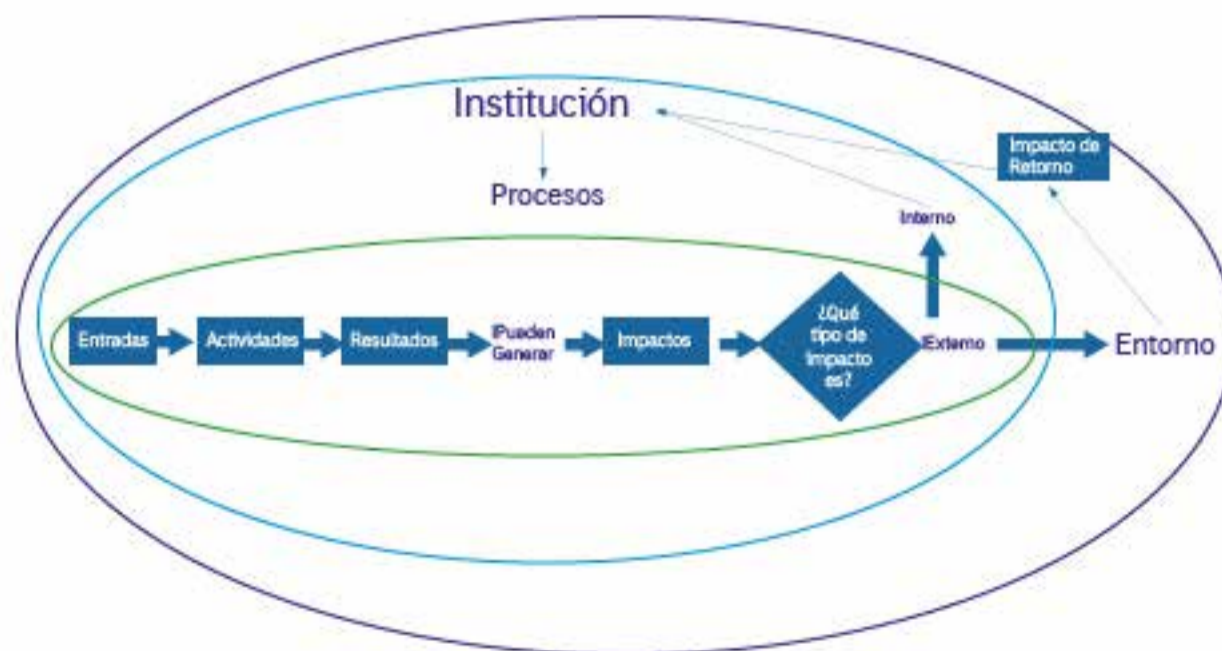 Institución
Impacto de
Retorno
Procesos
Interno
Entradas
Actividades
Resultados
Pueden
Generar
Impactos
¿Qué
tipo de
Impacto
es?
Externo
Entorno